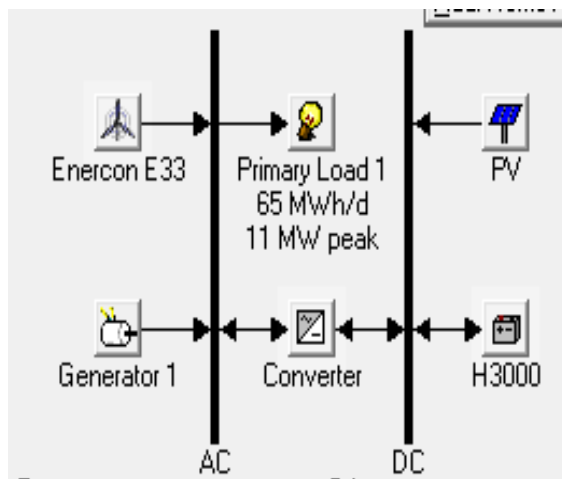 Enercon E33
Primary Load 1
65 MWh/d
11 MW peak
PV
Generator 1
Converter
H3000
AC
DC